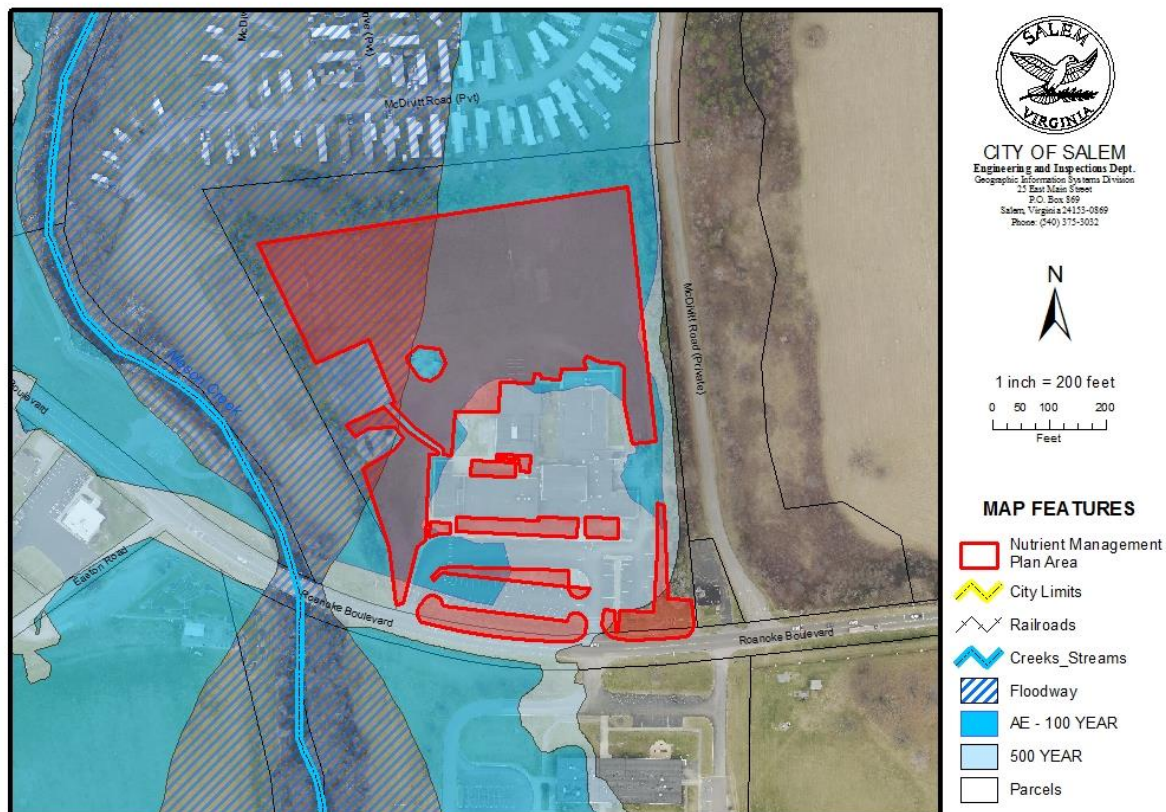 McDivitt
ve (Pvt)
McDivitt Road (Pvt)
McDivitt Road (Private)
Mason Creek
Boulevard
Easton Road
Roanoke Boulevard
Roanoke Boulevard
SALEM
VIRGINIA
CITY OF SALEM
Engineering and Inspections Dept.
Geographic Information Systems Division
25 East Main Street
P.O. Box 869
Salem, Virginia 24153-0869
Phone: (540) 375-3032
N
1 inch = 200 feet
0 50 100 200
Feet
MAP FEATURES
Nutrient Management
Plan Area
City Limits
Railroads
Creeks_Streams
Floodway
AE - 100 YEAR
500 YEAR
Parcels